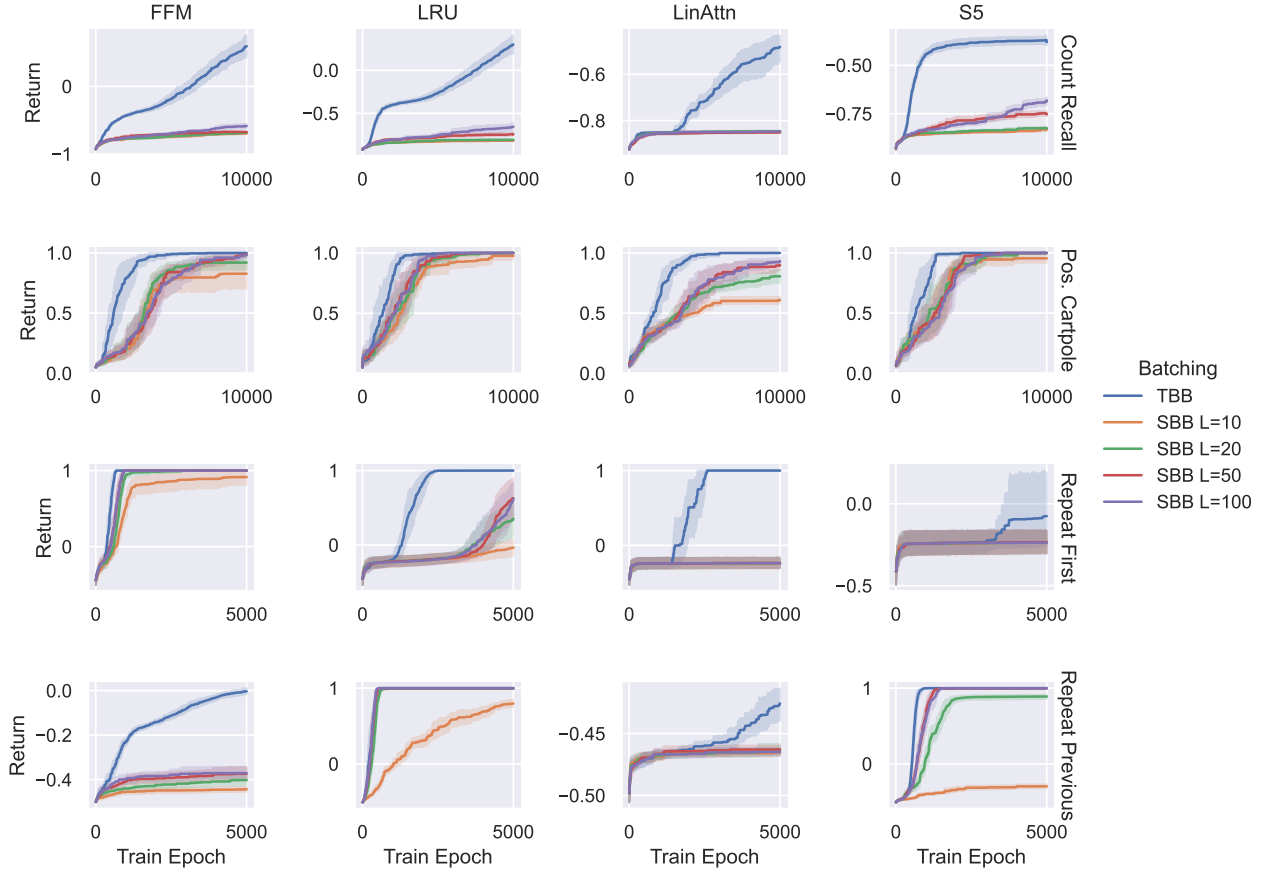 FFM LRU LinAttn S5
Return 0 −1 0 10000
0.0 −0.5 0 10000
−0.6 −0.8 0 10000
−0.50 −0.75 0 10000
Count Recall
Return 1.0 0.5 0.0 0 10000
1.0 0.5 0.0 0 10000
1.0 0.5 0.0 0 10000
1.0 0.5 0.0 0 10000
Pos. Cartpole
Return 1 0 0 5000
1 0 0 5000
1 0 0 5000
0.0 −0.5 0 5000
Repeat First
Return 0.0 −0.2 −0.4 0 5000
1 0 0 5000
−0.45 −0.50 0 5000
1 0 0 5000
Repeat Previous
Train Epoch Train Epoch Train Epoch Train Epoch
Batching
TBB
SBB L=10
SBB L=20
SBB L=50
SBB L=100